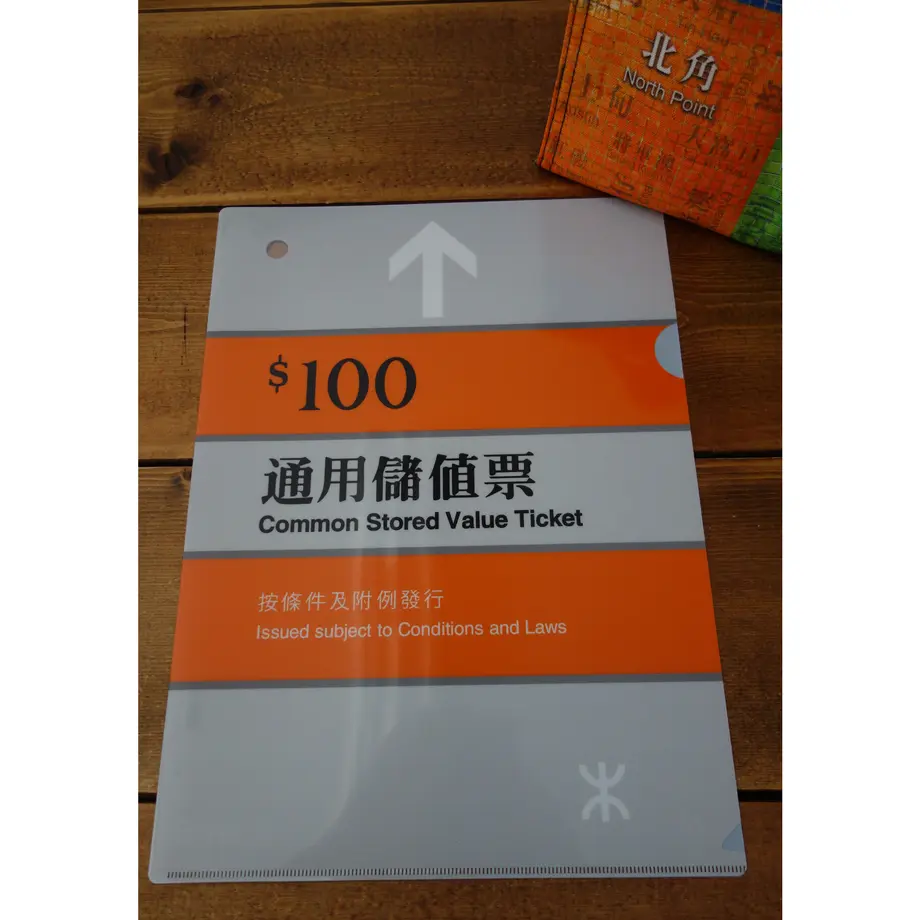 北角
North Point
$100
通用儲值票
Common Stored Value Ticket
按條件及附例發行
Issued subject to Conditions and Laws